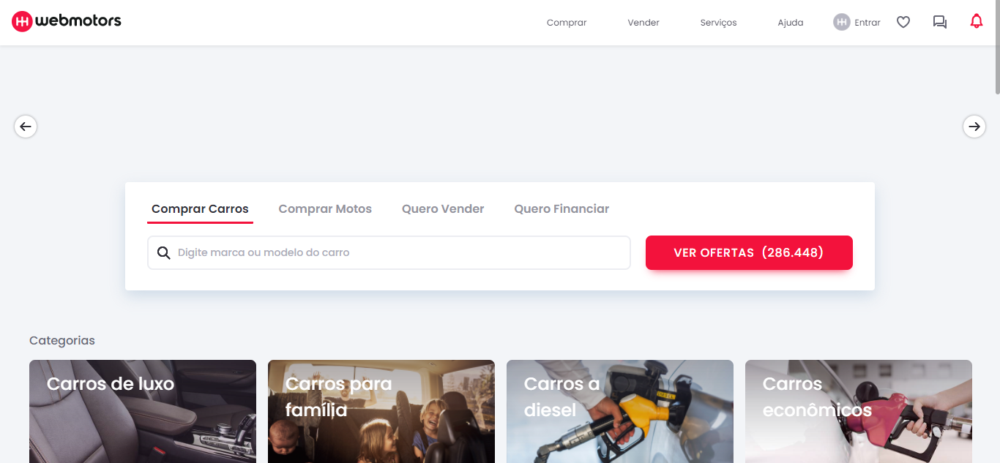 webmotors
Comprar
Vender
Serviços
Ajuda
Entrar
Comprar Carros
Comprar Motos
Quero Vender
Quero Financiar
Digite marca ou modelo do carro
VER OFERTAS (286.448)
Categorias
Carros de luxo
Carros para
família
Carros a
diesel
Carros
econômicos